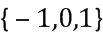 { − 1,0,1}